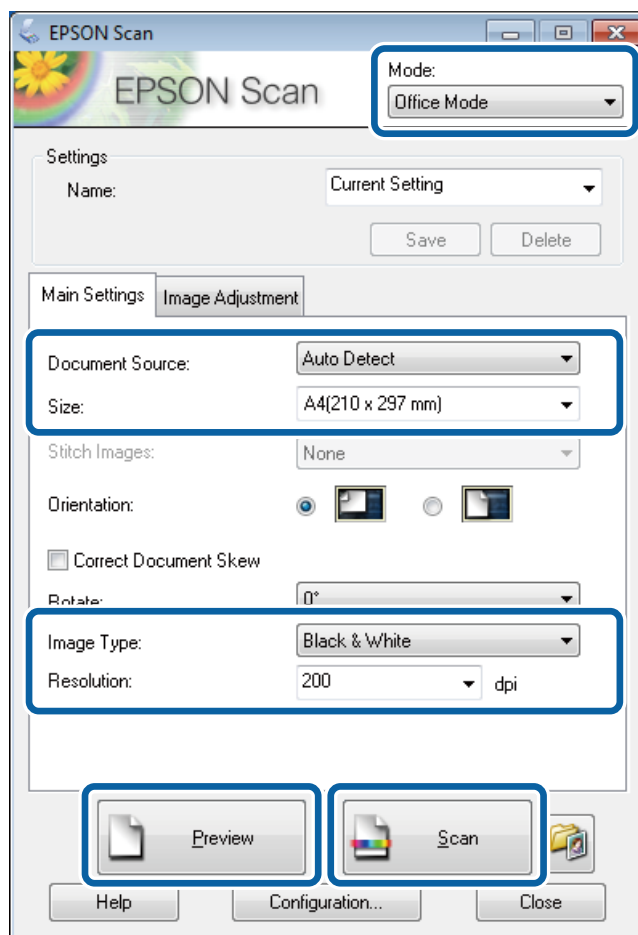 EPSON Scan
EPSON Scan
Mode:
Office Mode
Settings
Name:
Current Setting
Save
Delete
Main Settings
Image Adjustment
Document Source:
Auto Detect
Size:
A4(210 x 297 mm)
Stitch Images:
None
Orientation:
Correct Document Skew
Rotate:
0°
Image Type:
Black & White
Resolution:
200
dpi
Preview
Scan
Help
Configuration...
Close